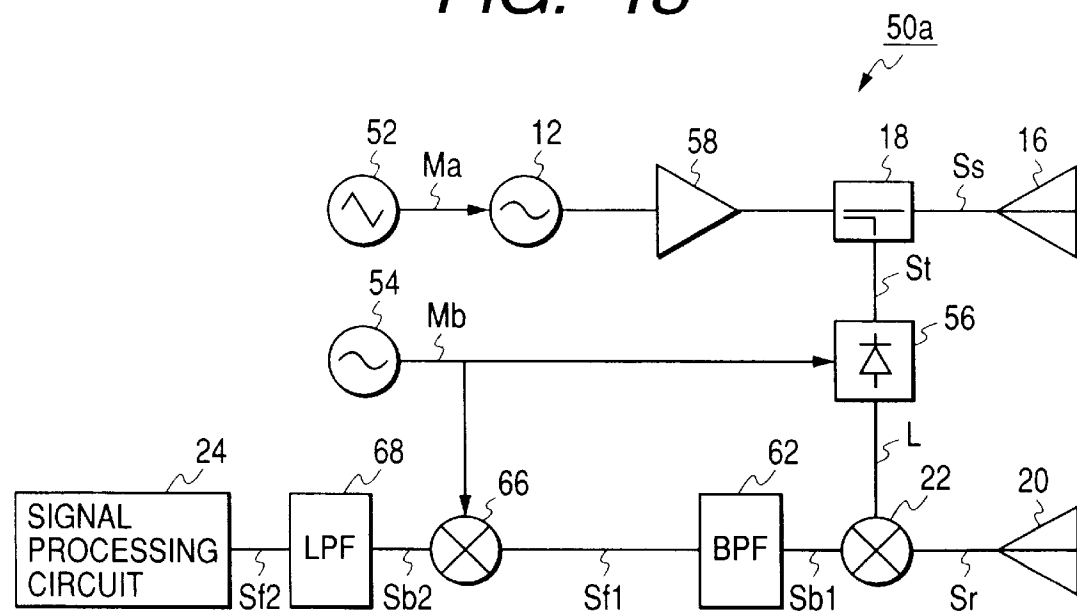 FIG. 18
50a
52
12
58
18
16
Ma
Ss
St
54
Mb
56
L
24
68
66
62
22
20
SIGNAL
PROCESSING
CIRCUIT
LPF
BPF
Sf2
Sb2
Sf1
Sb1
Sr